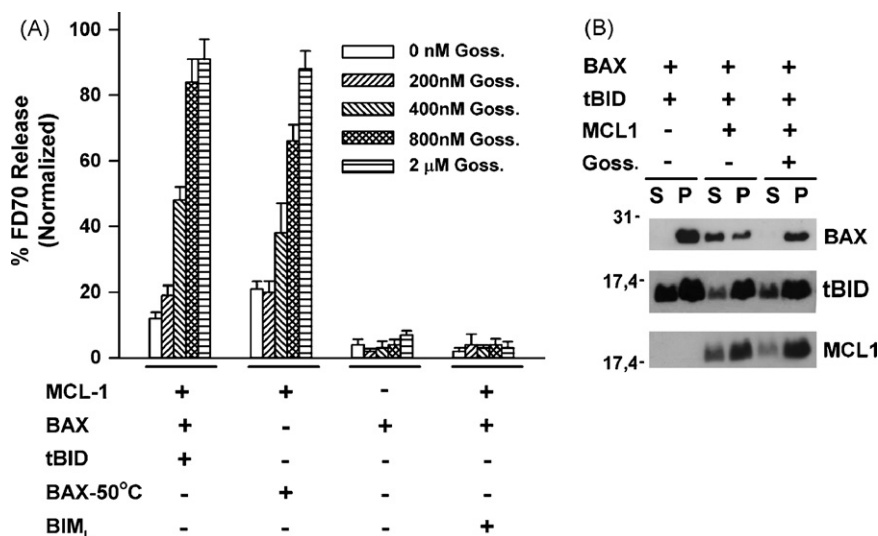 (A)
100
80
60
40
20
0
% FD70 Release
(Normalized)
0 nM Goss.
200nM Goss.
400nM Goss.
800nM Goss.
2 μM Goss.
MCL-1 + + - +
BAX + - + +
tBID + - - -
BAX-50°C - + - -
BIML - - - +
(B)
BAX + + +
tBID + + +
MCL1 - + +
Goss. - - +
S P S P S P
31- BAX
17,4- tBID
17,4- MCL1